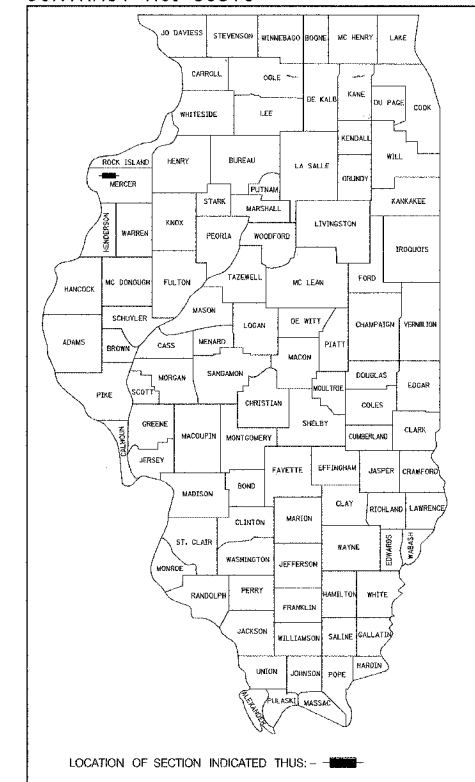 JO DAVIESS STEVENSON WINNEBAGO BOONE MC HENRY LAKE
CARROLL OGLE DE KALB KANE DU PAGE COOK
WHITESIDE LEE KENDALL WILL
ROCK ISLAND HENRY BUREAU LA SALLE GRUNDY
MERCER PUTNAM KANKAKEE
HENDERSON WARREN KNOX STARK MARSHALL LIVINGSTON
PEORIA WOODFORD IROQUOIS
HANCOCK MC DONOUGH FULTON TAZEWELL MC LEAN FORD
SCHUYLER MASON LOGAN DE WITT CHAMPAIGN VERMILION
ADAMS BROWN CASS MENARD MACON PIATT
MORGAN SANGAMON DOUGLAS EDGAR
PIKE SCOTT CHRISTIAN MOULTRIE COLES
CALHOUN GREENE MACOUPIN MONTGOMERY SHELBY CUMBERLAND CLARK
JERSEY FAYETTE EFFINGHAM JASPER CRAWFORD
MADISON BOND CLAY RICHLAND LAWRENCE
CLINTON MARION
ST. CLAIR WAYNE EDWARDS WABASH
MONROE WASHINGTON JEFFERSON
RANDOLPH PERRY HAMILTON WHITE
FRANKLIN
JACKSON WILLIAMSON SALINE GALLATIN
UNION JOHNSON POPE HARDIN
ALEXANDER PULASKI MASSAC
LOCATION OF SECTION INDICATED THUS: -